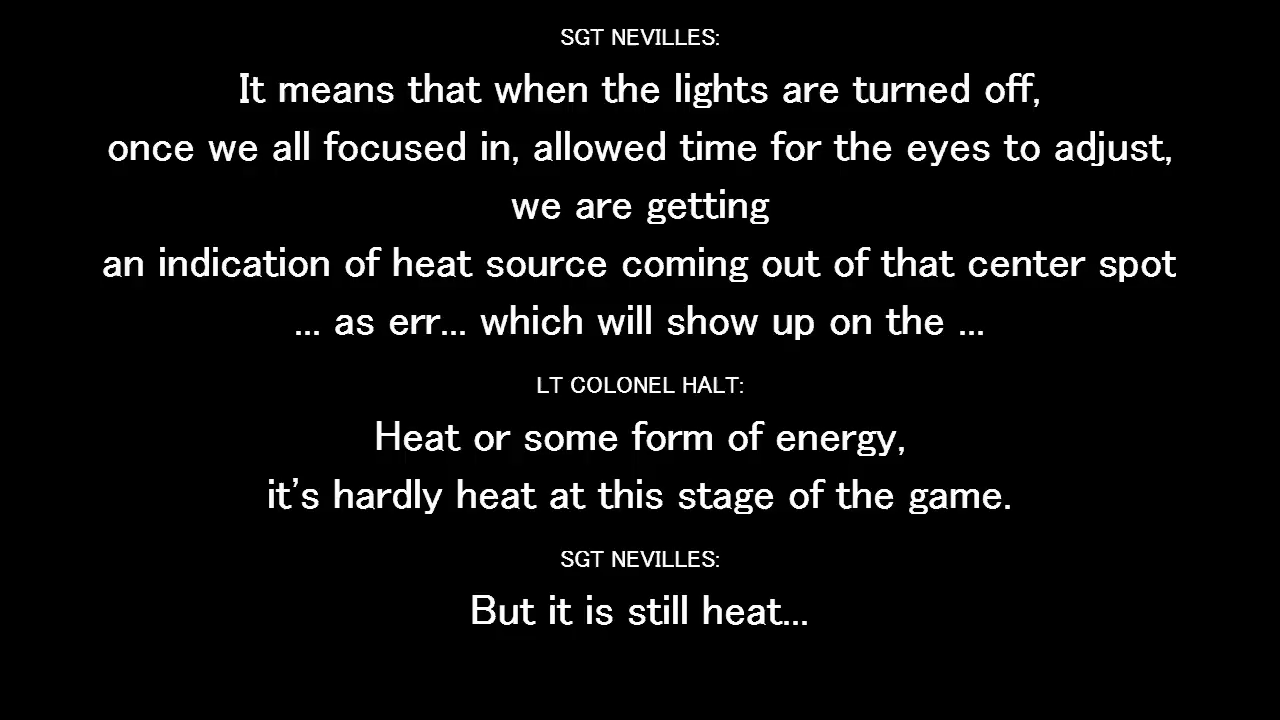 SGT NEVILLES:
It means that when the lights are turned off,
once we all focused in, allowed time for the eyes to adjust,
we are getting
an indication of heat source coming out of that center spot
... as err... which will show up on the ...
LT COLONEL HALT:
Heat or some form of energy,
it's hardly heat at this stage of the game.
SGT NEVILLES:
But it is still heat...